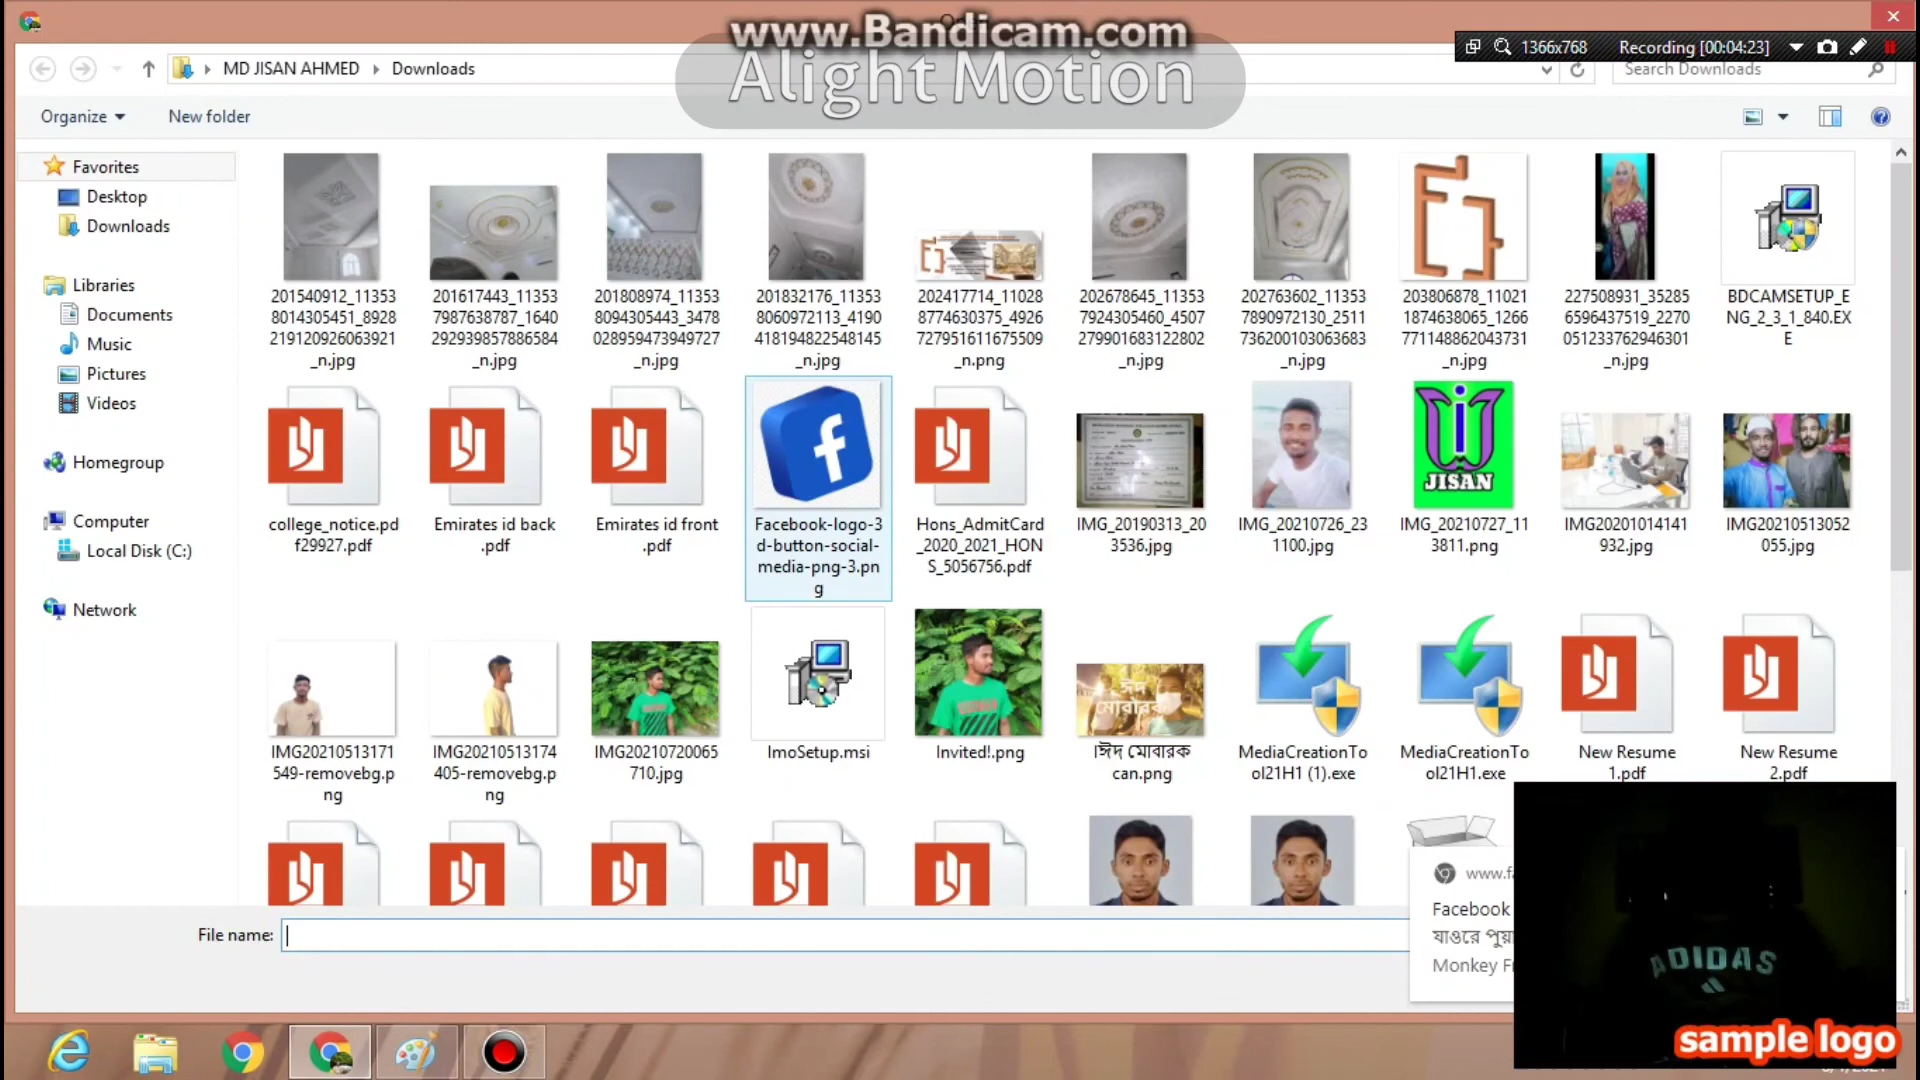 www.Bandicam.com
Alight Motion
1366x768 Recording [00:04:23]
MD JISAN AHMED Downloads
Search Downloads
Organize New folder
Favorites
Desktop
Downloads
Libraries
Documents
Music
Pictures
Videos
Homegroup
Computer
Local Disk (C:)
Network
201540912_11353
8014305451_8928
219120926063921
_n.jpg
201617443_11353
7987638787_1640
292939857886584
_n.jpg
201808974_11353
8094305443_3478
028959473949727
_n.jpg
201832176_11353
8060972113_4190
418194822548145
_n.jpg
202417714_11028
8774630375_4926
727951611675509
_n.png
202678645_11353
7924305460_4507
279901683122802
_n.jpg
202763602_11353
7890972130_2511
736200103063683
_n.jpg
203806878_11021
1874638065_1266
771148862043731
_n.jpg
227508931_35285
6596437519_2270
051233762946301
_n.jpg
BDCAMSETUP_E
NG_2_3_1_840.EX
E
college_notice.pd
f29927.pdf
Emirates id back
.pdf
Emirates id front
.pdf
Facebook-logo-3
d-button-social-
media-png-3.pn
g
Hons_AdmitCard
_2020_2021_HON
S_5056756.pdf
IMG_20190313_20
3536.jpg
IMG_20210726_23
1100.jpg
JISAN
IMG_20210727_11
3811.png
IMG20201014141
932.jpg
IMG20210513052
055.jpg
IMG20210513171
549-removebg.p
ng
IMG20210513174
405-removebg.p
ng
IMG20210720065
710.jpg
ImoSetup.msi
Invited!.png
ঈদ
মোবারক
।ঈদ মোবারক
can.png
MediaCreationTo
ol21H1 (1).exe
MediaCreationTo
ol21H1.exe
New Resume
1.pdf
New Resume
2.pdf
File name:
Facebook
যাওরে
Monkey
ADIDAS
sample logo